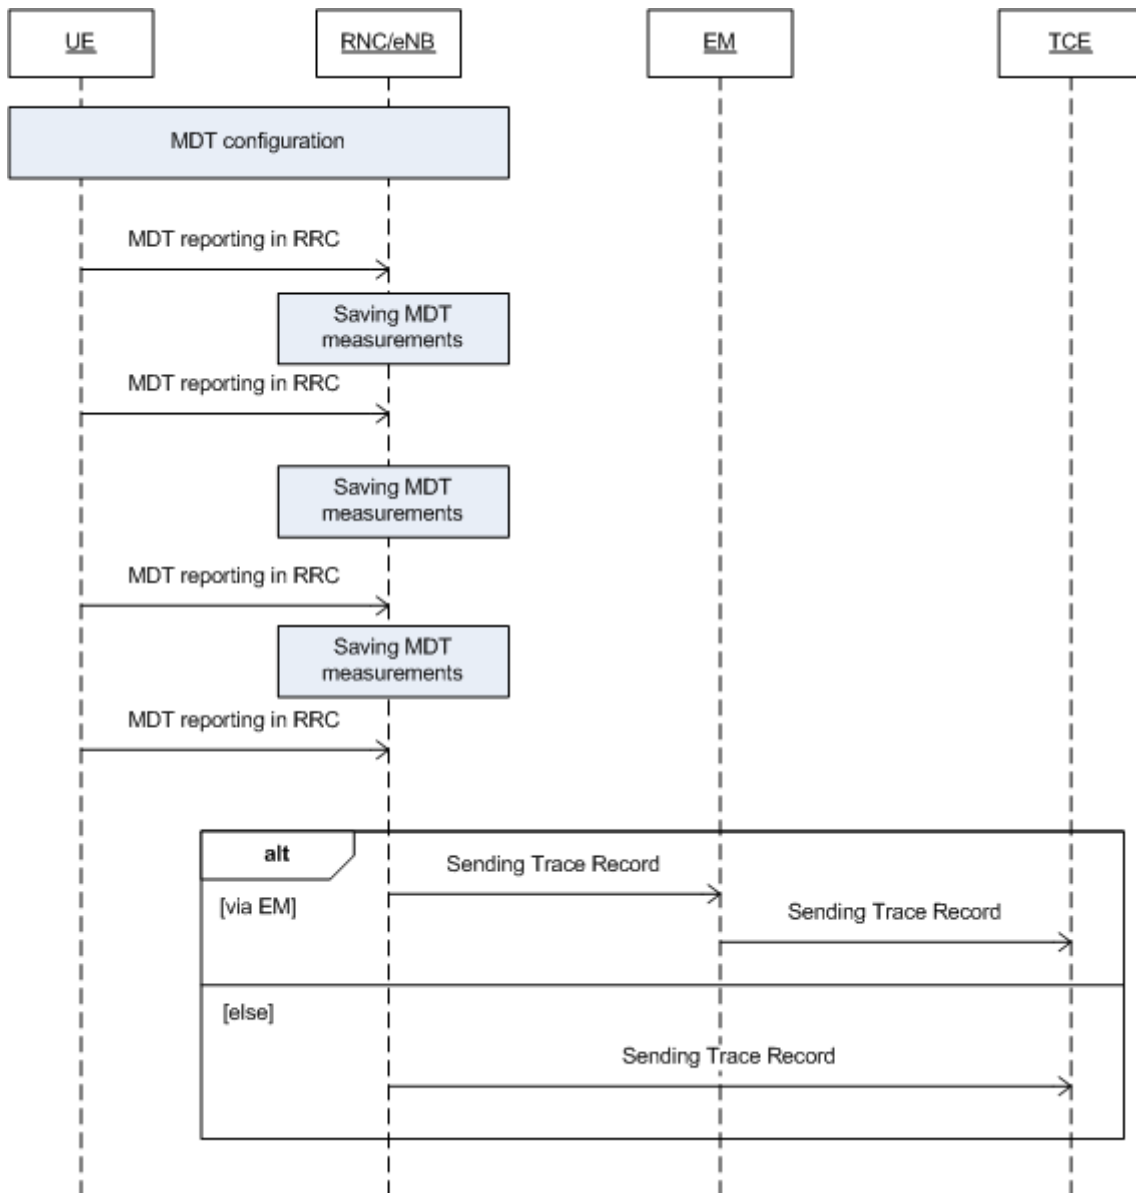 UE
RNC/eNB
EM
TCE
MDT configuration
MDT reporting in RRC
Saving MDT
measurements
MDT reporting in RRC
Saving MDT
measurements
MDT reporting in RRC
Saving MDT
measurements
MDT reporting in RRC
alt
Sending Trace Record
[via EM]
Sending Trace Record
[else]
Sending Trace Record